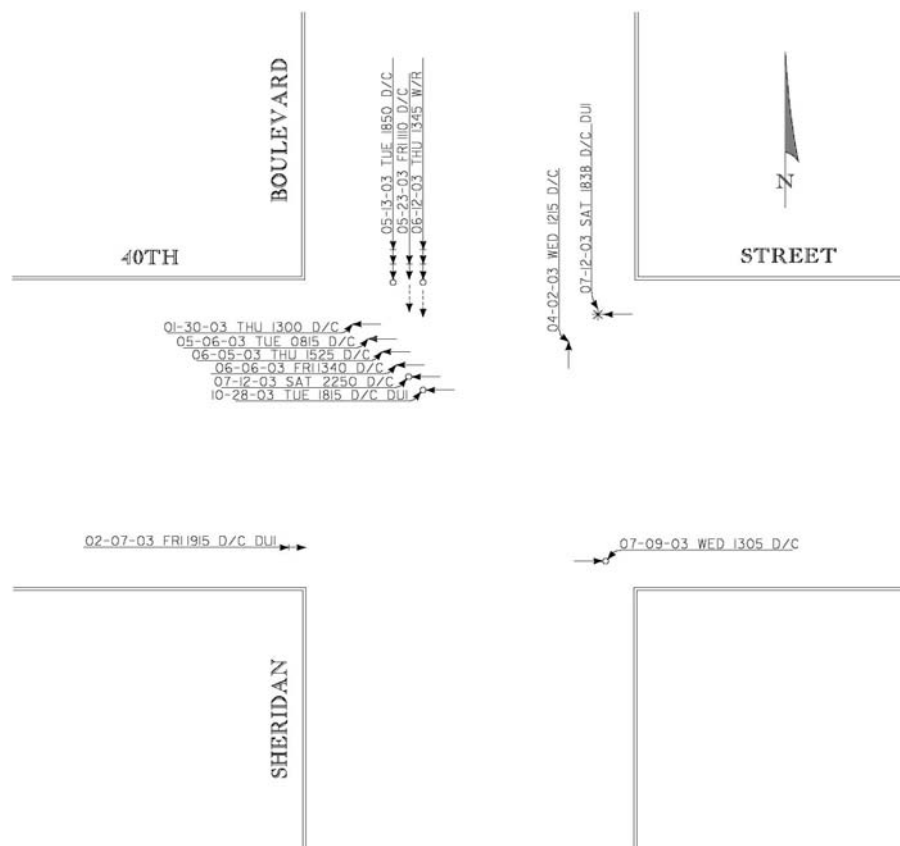 BOULEVARD
40TH
05-13-03 TUE 1850 D/C
05-23-03 FRI 1110 D/C
06-12-03 THU 1345 W/R
04-02-03 WED 1215 D/C
07-12-03 SAT 1838 D/C DUI
N
STREET
01-30-03 THU 1300 D/C
05-06-03 TUE 0815 D/C
06-05-03 THU 1525 D/C
06-06-03 FRI 1340 D/C
07-12-03 SAT 2250 D/C
10-28-03 TUE 1815 D/C DUI
02-07-03 FRI 1915 D/C DUI
07-09-03 WED 1305 D/C
SHERIDAN